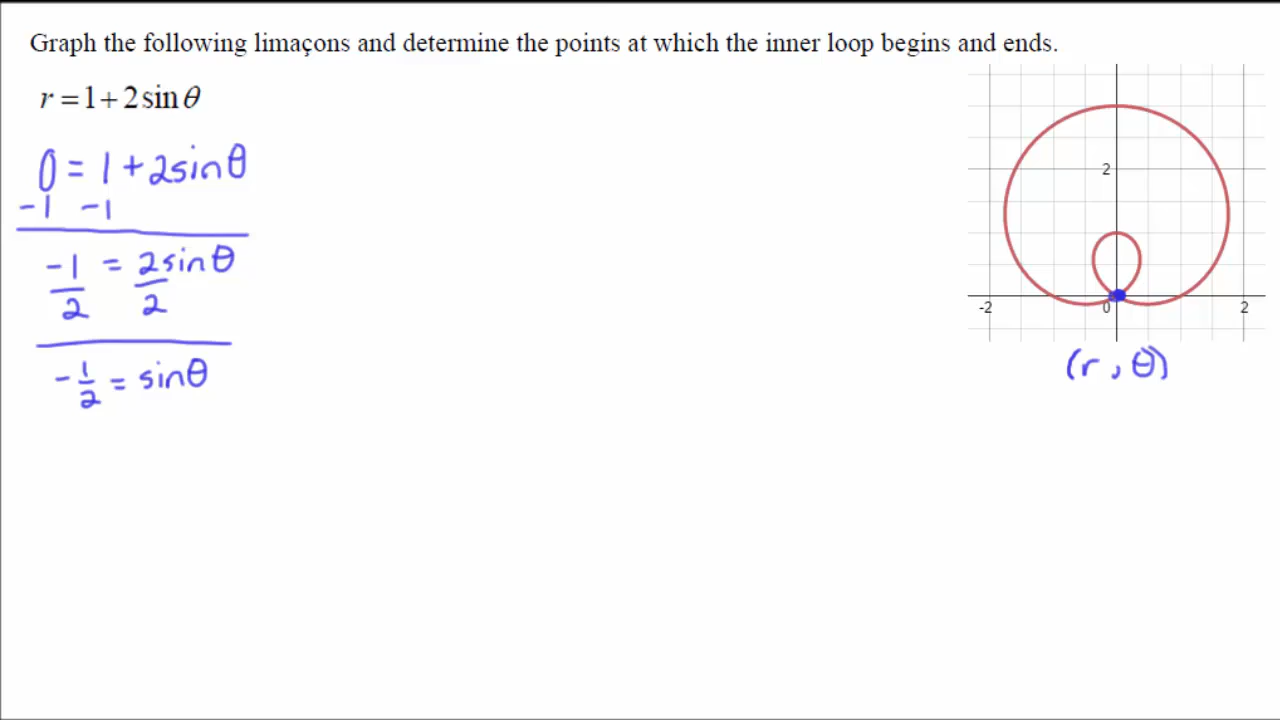 Graph the following limaçons and determine the points at which the inner loop begins and ends.
r = 1 + 2 sin θ
0 = 1 + 2sinθ
-1 -1
-1/2 = 2sinθ/2
-1/2 = sinθ
2
-2 0 2
(r, θ)